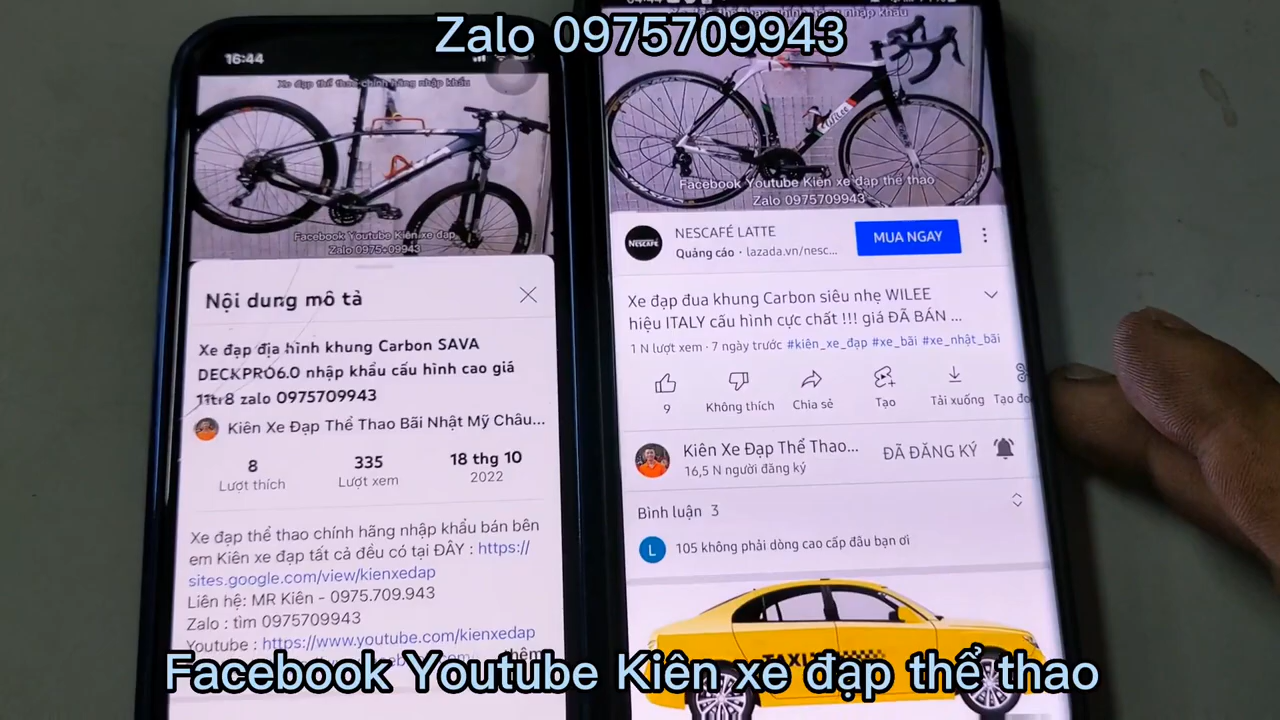 Zalo 0975709943
16:44
Xe đạp thể thao chính hãng nhập khẩu
Facebook Youtube Kiên xe đạp
Nội dung mô tả
Xe đạp địa hình khung Carbon SAVA
DECKPRO6.0 nhập khẩu cấu hình cao giá
11tr8 zalo 0975709943
Kiên Xe Đạp Thể Thao Bãi Nhật Mỹ Châu...
8
Lượt thích
335
Lượt xem
18 thg 10
2022
Xe đạp thể thao chính hãng nhập khẩu bán bên
em Kiên xe đạp tất cả đều có tại ĐÂY : https://
sites.google.com/view/kienxedap
Liên hệ: MR Kiên - 0975.709.943
Zalo : tìm 0975709943
Youtube : https://www.youtube.com/kienxedap
nhập khẩu
Facebook Youtube Kiên xe đạp thể thao
Zalo 0975709943
NESCAFÉ
NESCAFÉ LATTE
Quảng cáo · lazada.vn/nesc...
MUA NGAY
Xe đạp đua khung Carbon siêu nhẹ WILEE
hiệu ITALY cấu hình cực chất !!! giá ĐÃ BÁN ...
1 N lượt xem · 7 ngày trước #kiên_xe_đạp #xe_bãi #xe_nhật_bãi
9
Không thích
Chia sẻ
Tạo
Tải xuống
Tạo đo
Kiên Xe Đạp Thể Thao...
16,5 N người đăng ký
ĐÃ ĐĂNG KÝ
Bình luận 3
L
105 không phải dòng cao cấp đâu bạn ơi
TAXI
Facebook Youtube Kiên xe đạp thể thao